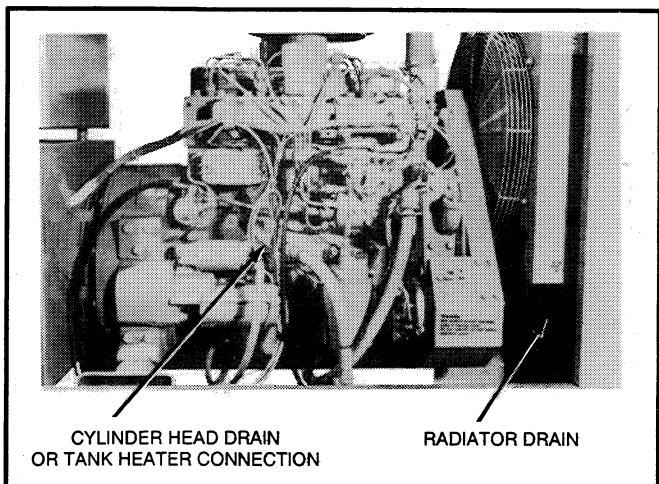 CYLINDER HEAD DRAIN
OR TANK HEATER CONNECTION
RADIATOR DRAIN